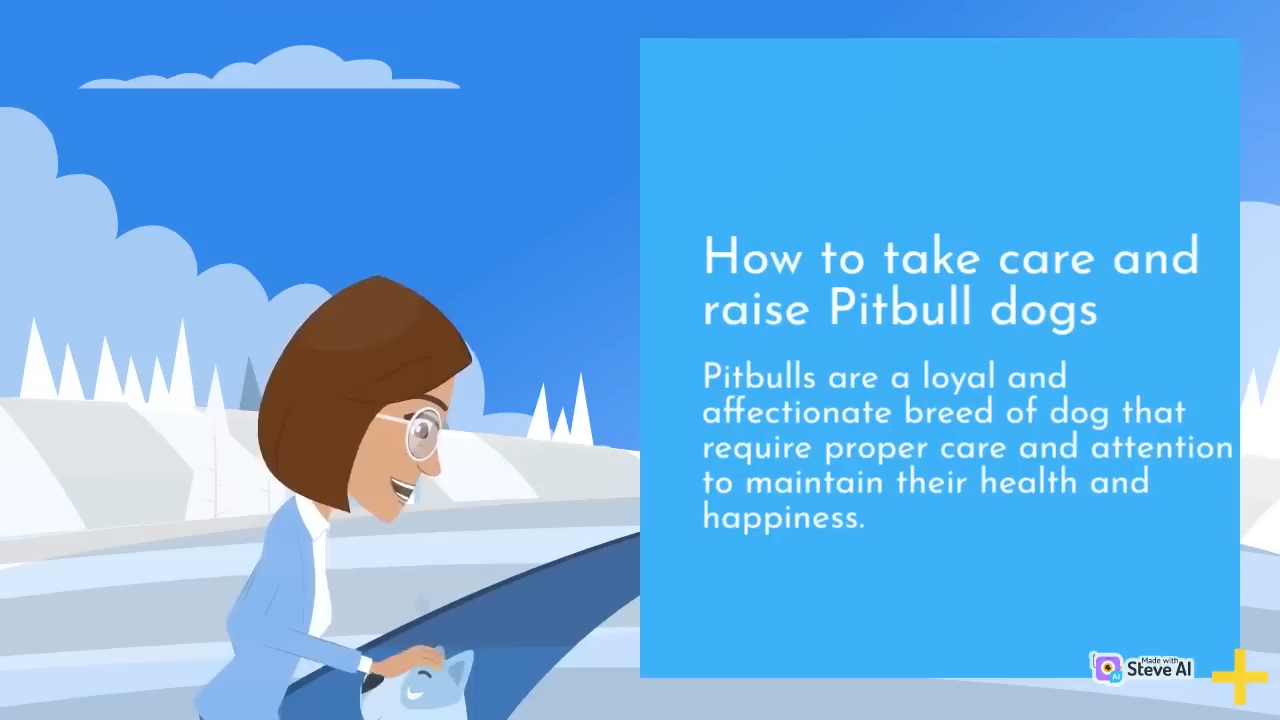 How to take care and
raise Pitbull dogs
Pitbulls are a loyal and
affectionate breed of dog that
require proper care and attention
to maintain their health and
happiness.
Made with
Steve AI
AI